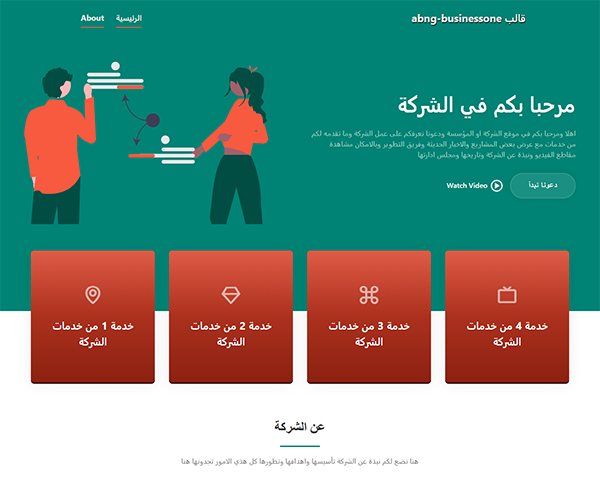 قالب abng-businessone
الرئيسية
About
مرحبا بكم في الشركة
اهلا ومرحبا بكم في موقع الشركة او المؤسسة ودعونا نعرفكم على عمل الشركة وما تقدمه لكم
من خدمات مع عرض بعض المشاريع والاخبار الحديثة وفريق التطوير وبالامكان مشاهدة
مقاطع الفيديو ونبذة عن الشركة وتاريخها ومجلس ادارتها
دعونا نبدأ
Watch Video
خدمة 4 من خدمات
الشركة
خدمة 3 من خدمات
الشركة
خدمة 2 من خدمات
الشركة
خدمة 1 من خدمات
الشركة
عن الشركة
هنا نضع لكم نبذه عن الشركة تأسيسها واهدافها وتطورها كل هذي الامور تجدونها هنا